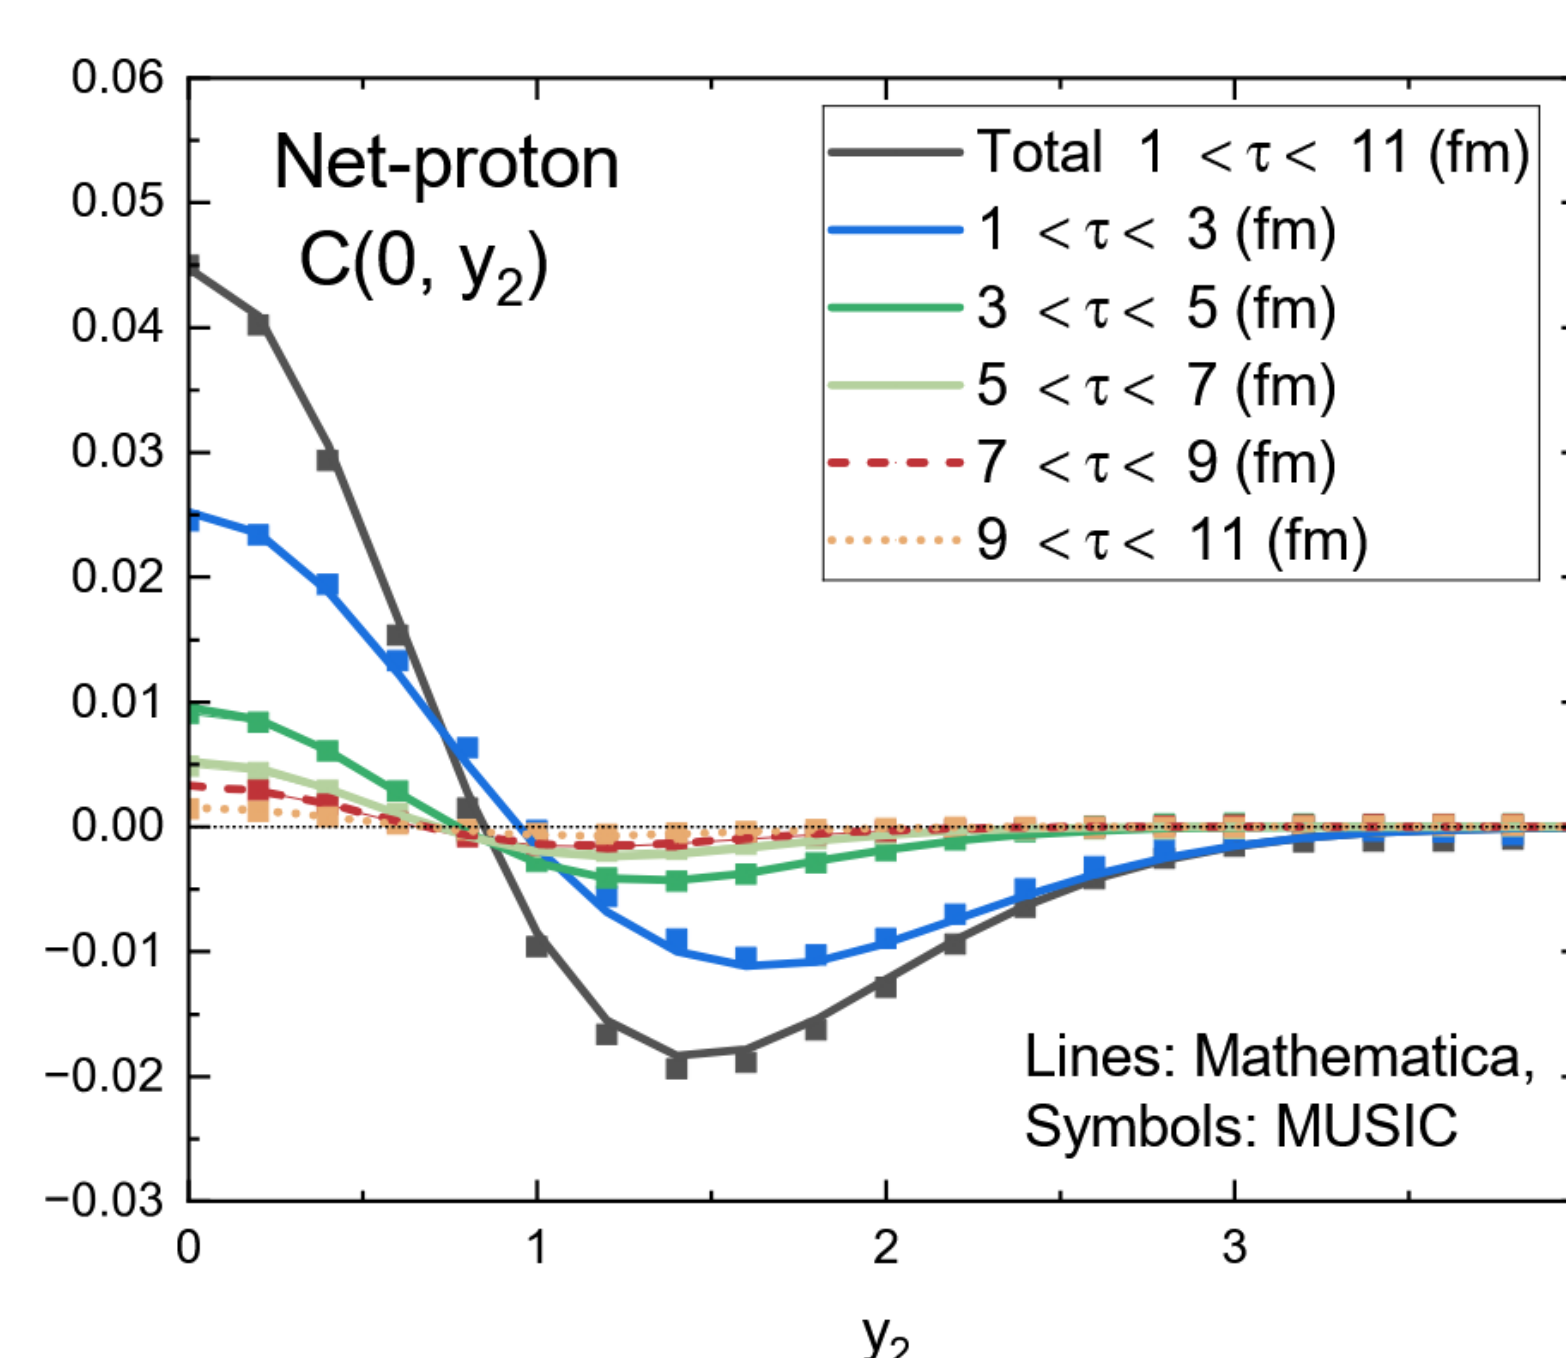 0.06
0.05
0.04
0.03
0.02
0.01
0.00
−0.01
−0.02
−0.03
Net-proton
C(0, y₂)
Total 1 < τ < 11 (fm)
1 < τ < 3 (fm)
3 < τ < 5 (fm)
5 < τ < 7 (fm)
7 < τ < 9 (fm)
9 < τ < 11 (fm)
Lines: Mathematica,
Symbols: MUSIC
0 1 2 3
y₂